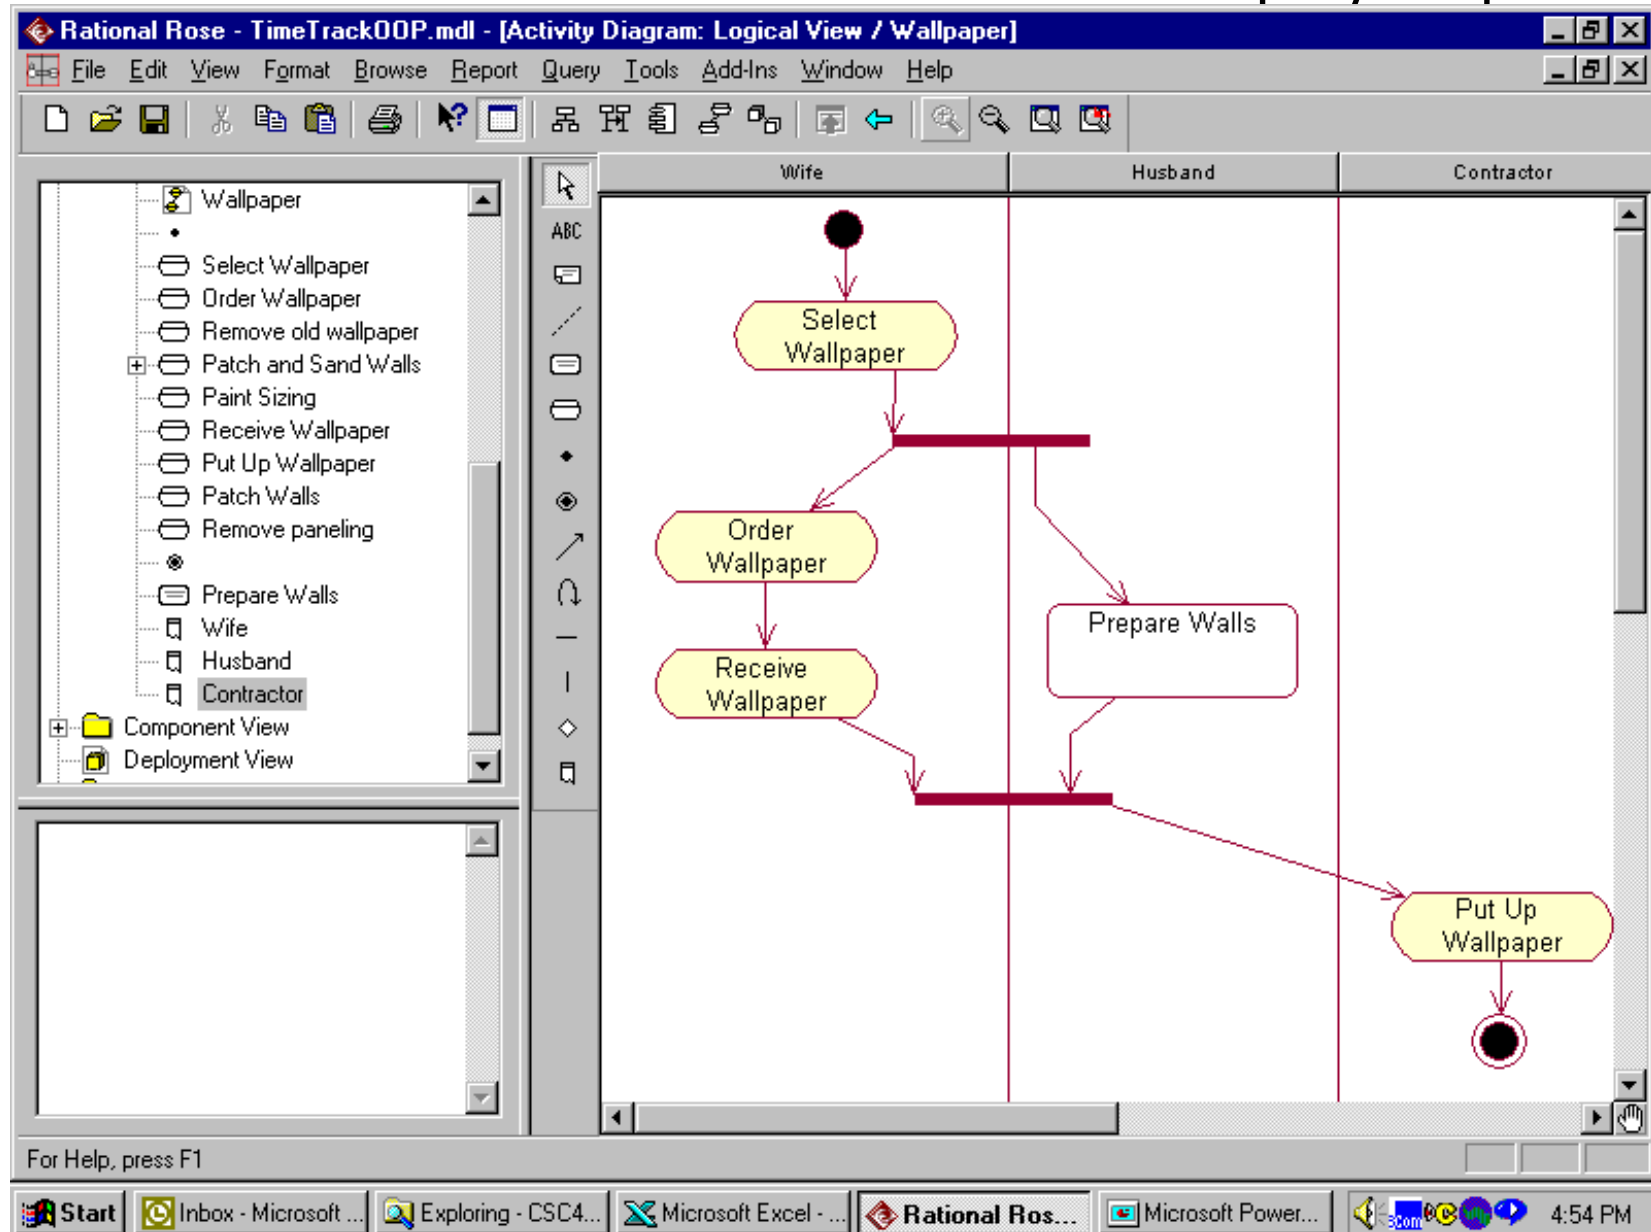 Rational Rose - TimeTrackOOP.mdl - [Activity Diagram: Logical View / Wallpaper]
File Edit View Format Browse Report Query Tools Add-Ins Window Help
Wife Husband Contractor
Wallpaper
Select Wallpaper
Order Wallpaper
Remove old wallpaper
Patch and Sand Walls
Paint Sizing
Receive Wallpaper
Put Up Wallpaper
Patch Walls
Remove paneling
Prepare Walls
Wife
Husband
Contractor
Component View
Deployment View
ABC
Select
Wallpaper
Order
Wallpaper
Prepare Walls
Receive
Wallpaper
Put Up
Wallpaper
For Help, press F1
Start Inbox - Microsoft ... Exploring - CSC4... Microsoft Excel - ... Rational Ros... Microsoft Power... 3Com 4:54 PM